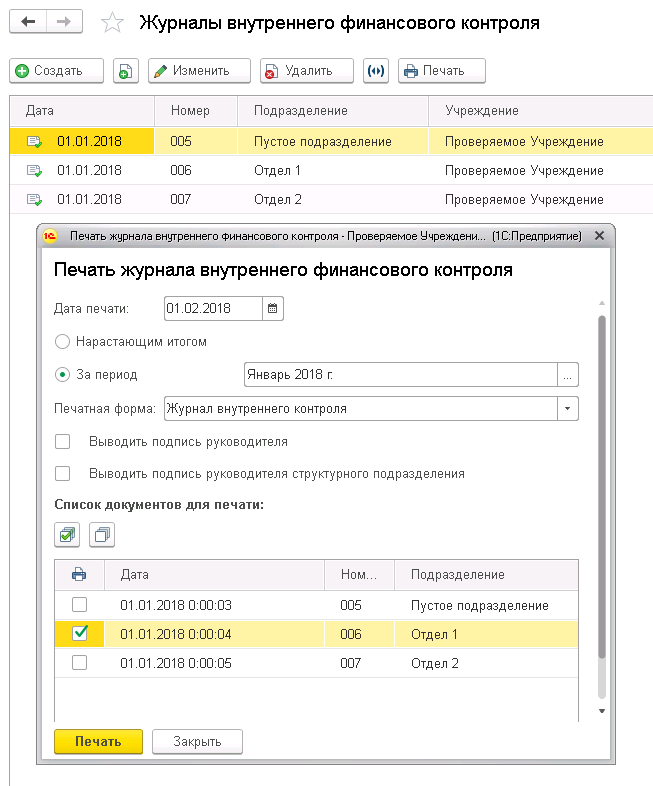 Журналы внутреннего финансового контроля
Создать Изменить Удалить Печать
Дата Номер Подразделение Учреждение
01.01.2018 005 Пустое подразделение Проверяемое Учреждение
01.01.2018 006 Отдел 1 Проверяемое Учреждение
01.01.2018 007 Отдел 2 Проверяемое Учреждение
1С Печать журнала внутреннего финансового контроля - Проверяемое Учреждени... (1С:Предприятие)
Печать журнала внутреннего финансового контроля
Дата печати: 01.02.2018
Нарастающим итогом
За период Январь 2018 г. ...
Печатная форма: Журнал внутреннего контроля
Выводить подпись руководителя
Выводить подпись руководителя структурного подразделения
Список документов для печати:
Дата Ном... Подразделение
01.01.2018 0:00:03 005 Пустое подразделение
01.01.2018 0:00:04 006 Отдел 1
01.01.2018 0:00:05 007 Отдел 2
Печать Закрыть